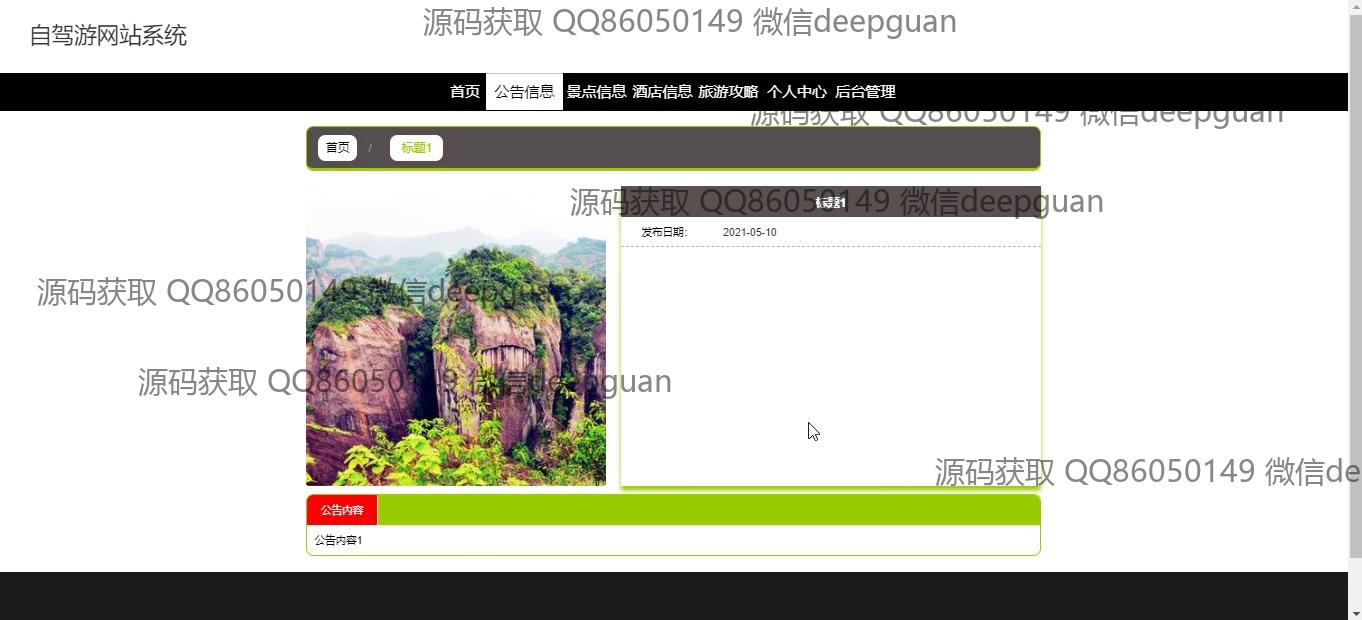 源码获取 QQ86050149 微信deepguan
自驾游网站系统
首页 公告信息 景点信息 酒店信息 旅游攻略 个人中心 后台管理
源码获取 QQ86050149 微信deepguan
首页 / 标题1
源码获取 QQ86050149 微信deepguan
标题1
发布日期: 2021-05-10
源码获取 QQ86050149 微信deepguan
源码获取 QQ86050149 微信deepguan
源码获取 QQ86050149 微信de
公告内容
公告内容1